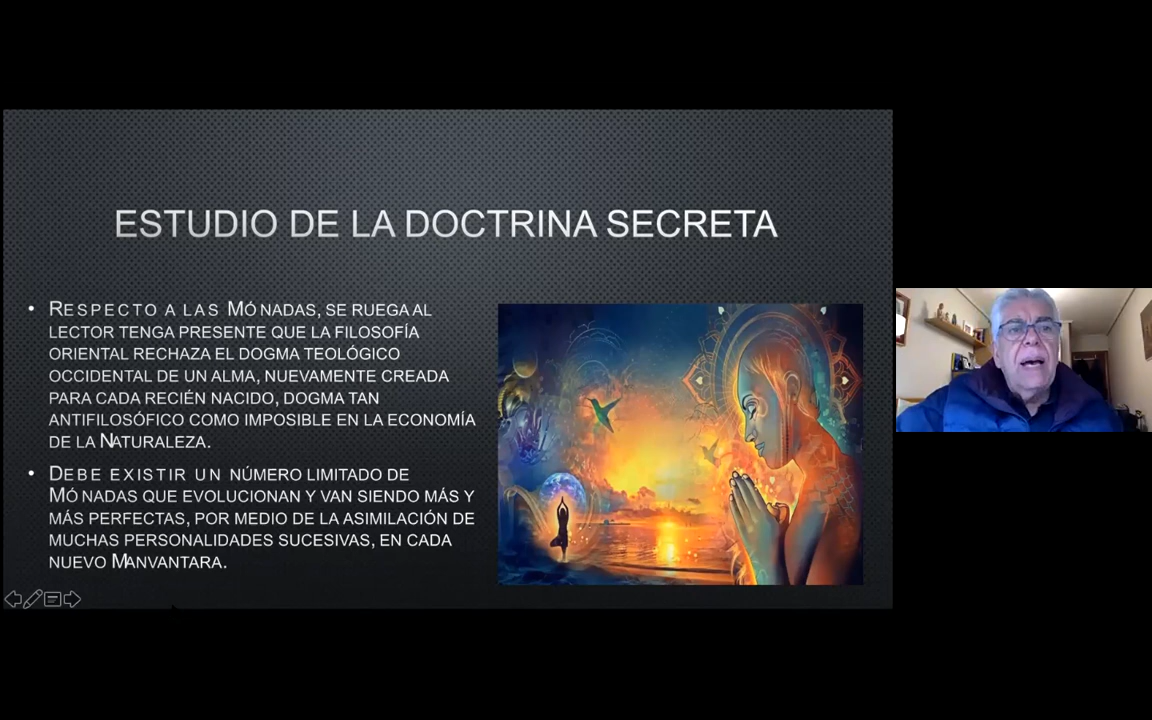 ESTUDIO DE LA DOCTRINA SECRETA
• RESPECTO A LAS MÓNADAS, SE RUEGA AL
LECTOR TENGA PRESENTE QUE LA FILOSOFÍA
ORIENTAL RECHAZA EL DOGMA TEOLÓGICO
OCCIDENTAL DE UN ALMA, NUEVAMENTE CREADA
PARA CADA RECIÉN NACIDO, DOGMA TAN
ANTIFILOSÓFICO COMO IMPOSIBLE EN LA ECONOMÍA
DE LA NATURALEZA.
• DEBE EXISTIR UN NÚMERO LIMITADO DE
MÓNADAS QUE EVOLUCIONAN Y VAN SIENDO MÁS Y
MÁS PERFECTAS, POR MEDIO DE LA ASIMILACIÓN DE
MUCHAS PERSONALIDADES SUCESIVAS, EN CADA
NUEVO MANVANTARA.